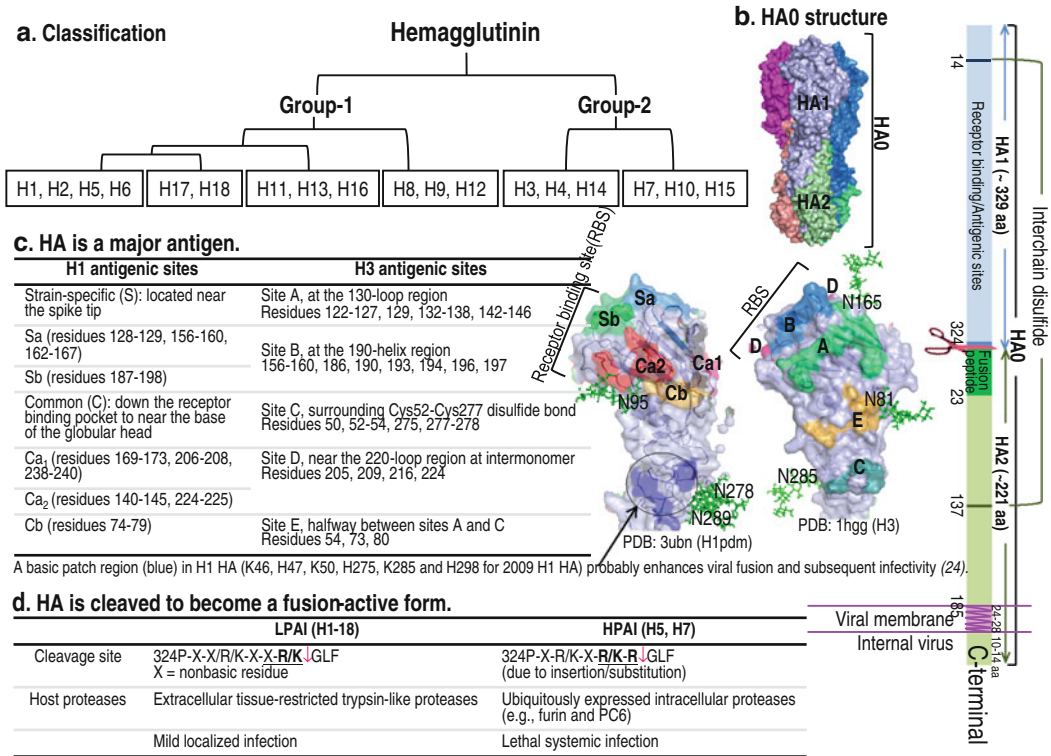 a. Classification
Hemagglutinin
Group-1
Group-2
H1, H2, H5, H6
H17, H18
H11, H13, H16
H8, H9, H12
H3, H4, H14
H7, H10, H15
b. HA0 structure
HA1
HA2
HA0
c. HA is a major antigen.
H1 antigenic sites
H3 antigenic sites
Strain-specific (S): located near
the spike tip
Site A, at the 130-loop region
Residues 122-127, 129, 132-138, 142-146
Sa (residues 128-129, 156-160,
162-167)
Site B, at the 190-helix region
156-160, 186, 190, 193, 194, 196, 197
Sb (residues 187-198)
Common (C): down the receptor
binding pocket to near the base
of the globular head
Site C, surrounding Cys52-Cys277 disulfide bond
Residues 50, 52-54, 275, 277-278
Ca1 (residues 169-173, 206-208,
238-240)
Site D, near the 220-loop region at intermonomer
Residues 205, 209, 216, 224
Ca2 (residues 140-145, 224-225)
Cb (residues 74-79)
Site E, halfway between sites A and C
Residues 54, 73, 80
Receptor binding site(RBS)
Sa
Sb
Ca2
Ca1
Cb
N95
N278
N289
PDB: 3ubn (H1pdm)
RBS
D
N165
B
D
A
N81
E
C
N285
PDB: 1hgg (H3)
A basic patch region (blue) in H1 HA (K46, H47, K50, H275, K285 and H298 for 2009 H1 HA) probably enhances viral fusion and subsequent infectivity (24).
d. HA is cleaved to become a fusion-active form.
LPAI (H1-18)
HPAI (H5, H7)
Cleavage site
324P-X-X/R/K-X-X-R/K↓GLF
X = nonbasic residue
324P-X-R/K-X-R/K-R↓GLF
(due to insertion/substitution)
Host proteases
Extracellular tissue-restricted trypsin-like proteases
Ubiquitously expressed intracellular proteases
(e.g., furin and PC6)
Mild localized infection
Lethal systemic infection
14
Receptor binding/Antigenic sites
HA1 (~329 aa)
Interchain disulfide
324
HA0
Fusion
peptide
23
HA2 (~221 aa)
137
185
24-28
10-14 aa
Viral membrane
Internal virus
C-terminal